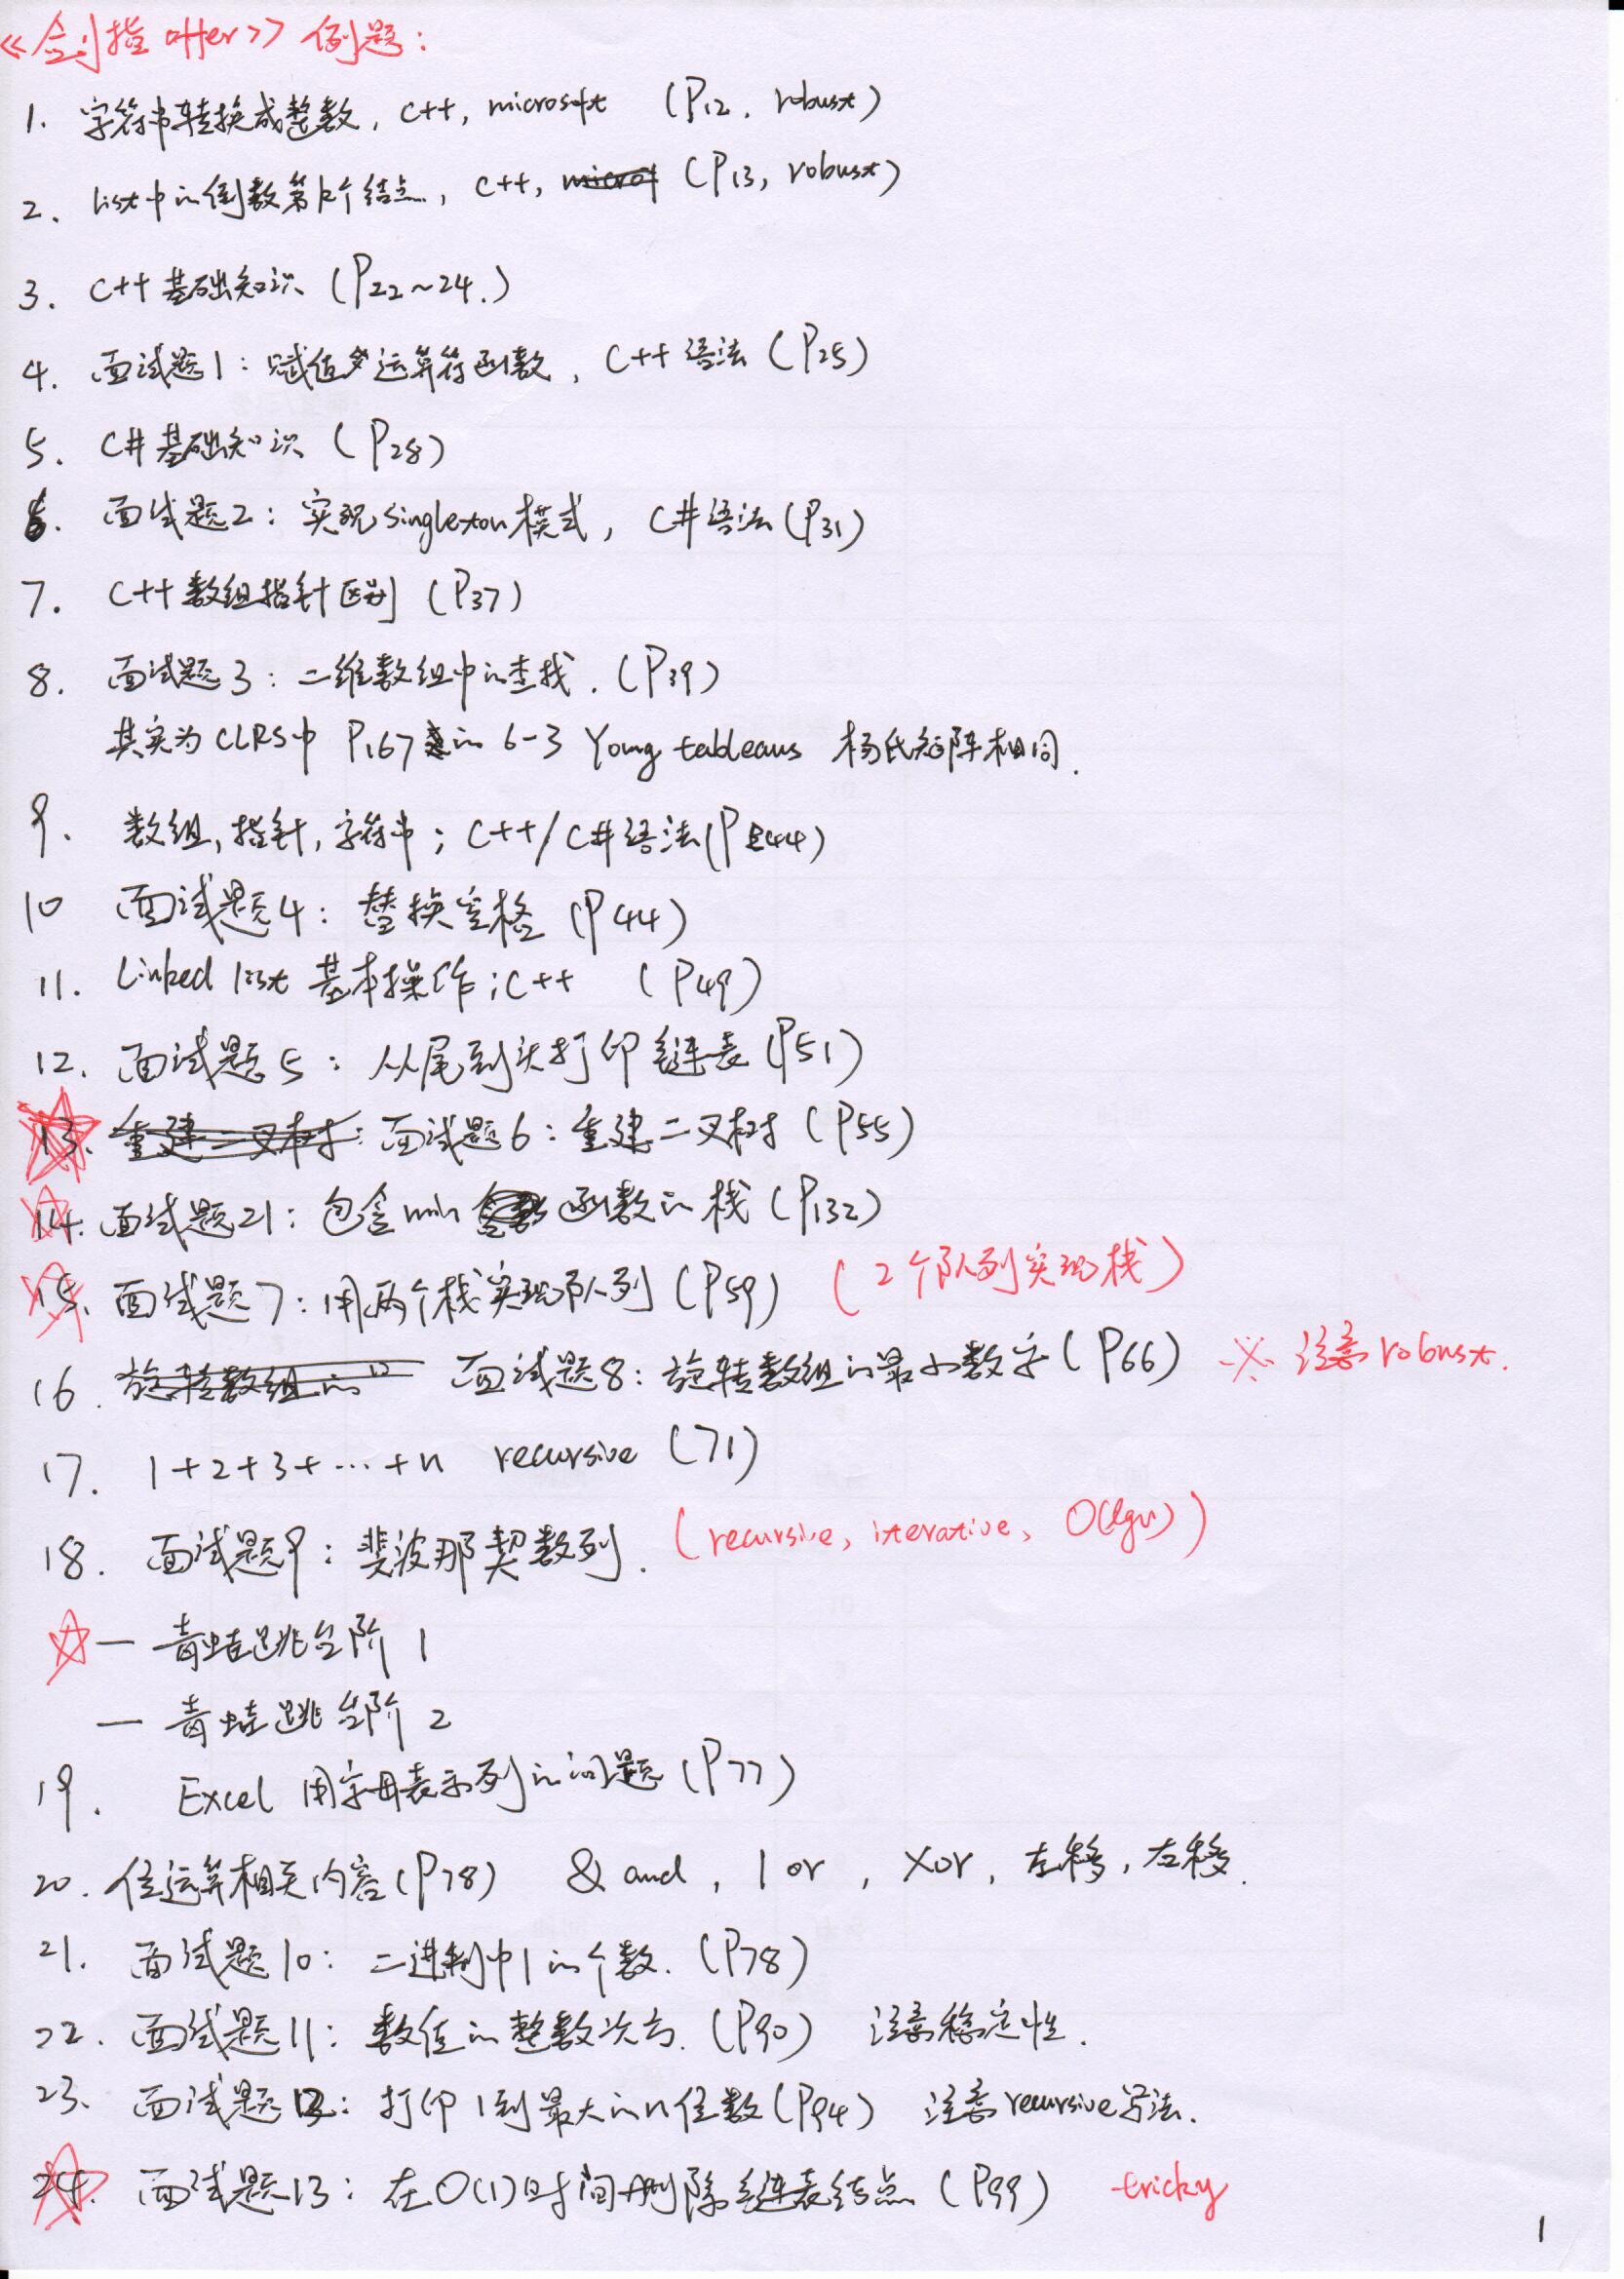 《剑指offer》例题：
1. 字符串转换成整数，C++，microsoft （P12. robust）
2. list中的倒数第k个结点，C++，（P13，robust）
3. C++基础知识（P22~24.）
4. 面试题1：赋值运算符函数，C++语法（P25）
5. C#基础知识（P28）
6. 面试题2：实现singleton模式，C#语法（P31）
7. C++数组指针区别（P37）
8. 面试题3：二维数组中的查找.（P39）
其实为CLRS中 P167的6-3 Young tableaus 杨氏矩阵相同.
9. 数组，指针，字符串；C++/C#语法（P44）
10 面试题4：替换空格（P44）
11. Linked list 基本操作；C++ （P49）
12. 面试题5：从尾到头打印链表（P51）
13. 重建二叉树：面试题6：重建二叉树（P55）
14. 面试题21：包含min函数的栈（P132）
15. 面试题7：用两个栈实现队列（P59）（2个队列实现栈）
16. 旋转数组的 面试题8：旋转数组的最小数字（P66）※ 注意robust.
17. 1+2+3+…+n recursive（71）
18. 面试题9：斐波那契数列.（recursive，iterative，O(lgn)）
— 青蛙跳台阶 1
— 青蛙跳台阶 2
19. Excel 用字母表示列的问题（P77）
20. 位运算相关内容（P78） & and，| or ，Xor，左移，右移.
21. 面试题10：二进制中1的个数.（P78）
22. 面试题11：数值的整数次方.（P90） 注意稳定性.
23. 面试题12：打印1到最大的n位数（P94） 注意recursive写法.
24. 面试题13：在O(1)时间删除链表结点（P99） tricky
1